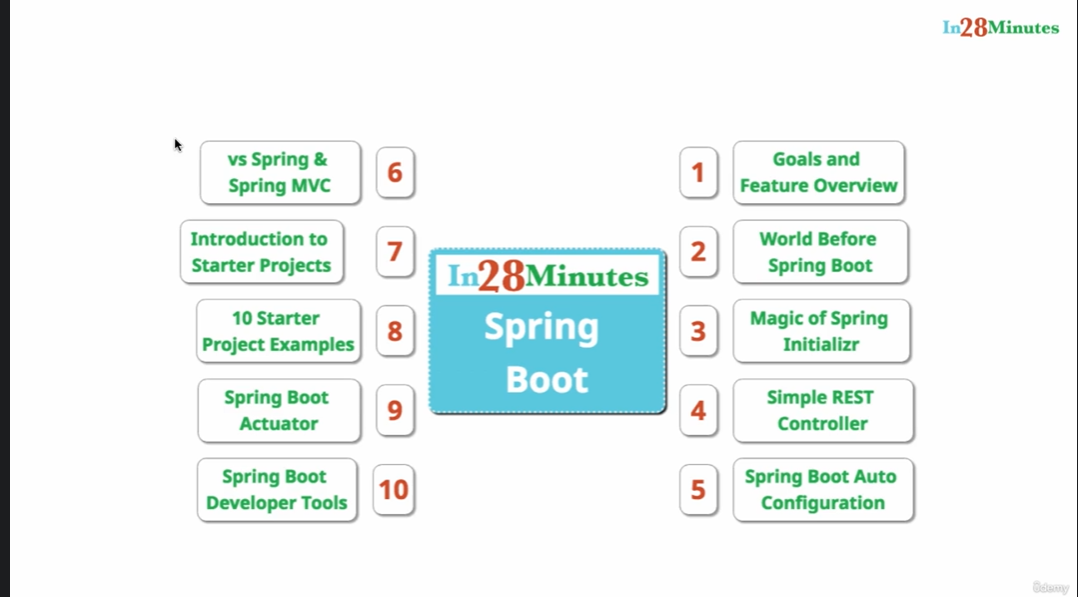 In28Minutes
vs Spring &
Spring MVC
6
Introduction to
Starter Projects
7
10 Starter
Project Examples
8
Spring Boot
Actuator
9
Spring Boot
Developer Tools
10
In28Minutes
Spring
Boot
1
Goals and
Feature Overview
2
World Before
Spring Boot
3
Magic of Spring
Initializr
4
Simple REST
Controller
5
Spring Boot Auto
Configuration
ûdemy